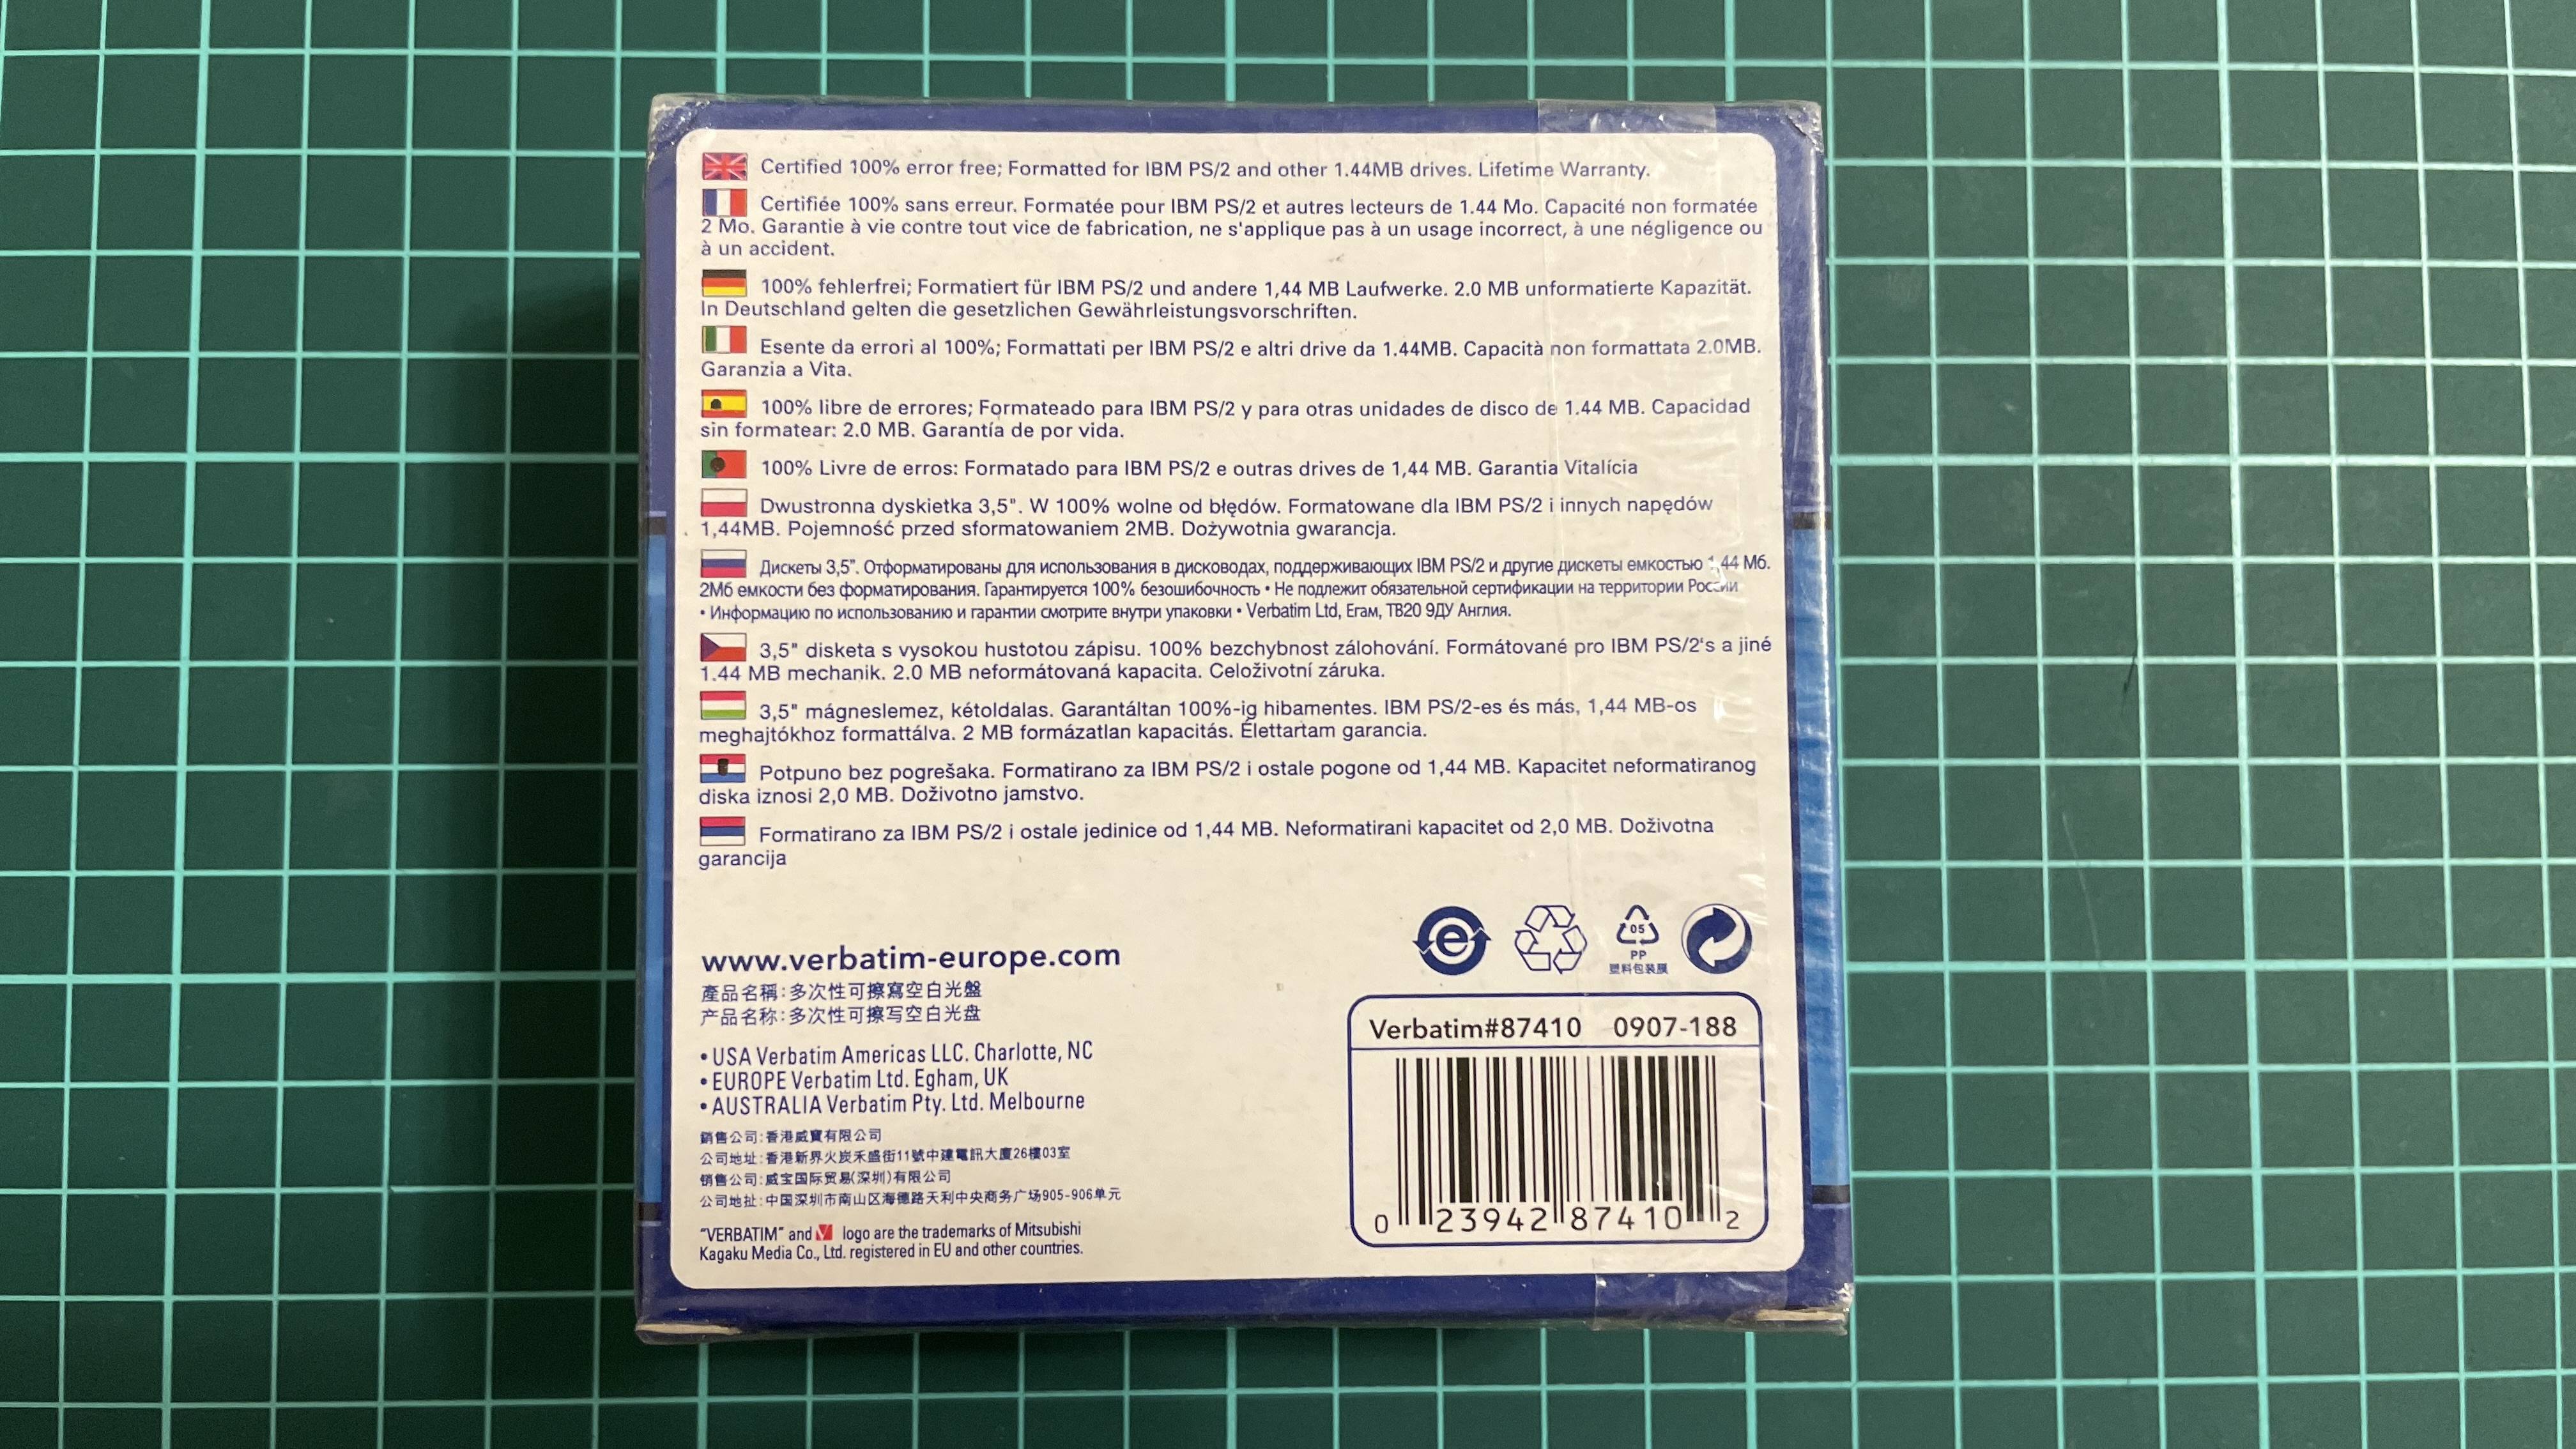 Certified 100% error free; Formatted for IBM PS/2 and other 1.44MB drives. Lifetime Warranty.
Certifiée 100% sans erreur. Formatée pour IBM PS/2 et autres lecteurs de 1.44 Mo. Capacité non formatée
2 Mo. Garantie à vie contre tout vice de fabrication, ne s'applique pas à un usage incorrect, à une négligence ou
à un accident.
100% fehlerfrei; Formatiert für IBM PS/2 und andere 1,44 MB Laufwerke. 2.0 MB unformatierte Kapazität.
In Deutschland gelten die gesetzlichen Gewährleistungsvorschriften.
Esente da errori al 100%; Formattati per IBM PS/2 e altri drive da 1.44MB. Capacità non formattata 2.0MB.
Garanzia a Vita.
100% libre de errores; Formateado para IBM PS/2 y para otras unidades de disco de 1.44 MB. Capacidad
sin formatear: 2.0 MB. Garantía de por vida.
100% Livre de erros: Formatado para IBM PS/2 e outras drives de 1,44 MB. Garantia Vitalícia
Dwustronna dyskietka 3,5". W 100% wolne od błędów. Formatowane dla IBM PS/2 i innych napędów
1,44MB. Pojemność przed sformatowaniem 2MB. Dożywotnia gwarancja.
Дискеты 3,5". Отформатированы для использования в дисководах, поддерживающих IBM PS/2 и другие дискеты емкостью 1,44 Мб.
2Мб емкости без форматирования. Гарантируется 100% безошибочность • Не подлежит обязательной сертификации на территории России
• Информацию по использованию и гарантии смотрите внутри упаковки • Verbatim Ltd, Егам, ТВ20 9ДУ Англия.
3,5" disketa s vysokou hustotou zápisu. 100% bezchybnost zálohování. Formátované pro IBM PS/2's a jiné
1.44 MB mechanik. 2.0 MB neformátovaná kapacita. Celoživotní záruka.
3,5" mágneslemez, kétoldalas. Garantáltan 100%-ig hibamentes. IBM PS/2-es és más, 1,44 MB-os
meghajtókhoz formattálva. 2 MB formázatlan kapacitás. Élettartam garancia.
Potpuno bez pogrešaka. Formatirano za IBM PS/2 i ostale pogone od 1,44 MB. Kapacitet neformatiranog
diska iznosi 2,0 MB. Doživotno jamstvo.
Formatirano za IBM PS/2 i ostale jedinice od 1,44 MB. Neformatirani kapacitet od 2,0 MB. Doživotna
garancija
e
05
PP
塑料包装膜
www.verbatim-europe.com
產品名稱:多次性可擦寫空白光盤
产品名称:多次性可擦写空白光盘
• USA Verbatim Americas LLC. Charlotte, NC
• EUROPE Verbatim Ltd. Egham, UK
• AUSTRALIA Verbatim Pty. Ltd. Melbourne
銷售公司:香港威寶有限公司
公司地址:香港新界火炭禾盛街11號中建電訊大廈26樓03室
销售公司:威宝国际贸易(深圳)有限公司
公司地扯:中国深圳市南山区海德路天利中央商务广场905-906单元
"VERBATIM" and logo are the trademarks of Mitsubishi
Kagaku Media Co., Ltd. registered in EU and other countries.
Verbatim#87410 0907-188
0 23942 87410 2